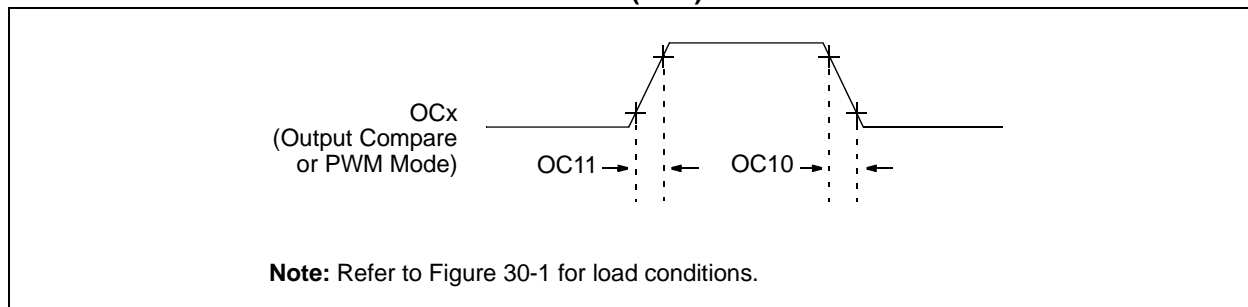 OCx
(Output Compare
or PWM Mode)
OC11
OC10
Note: Refer to Figure 30-1 for load conditions.